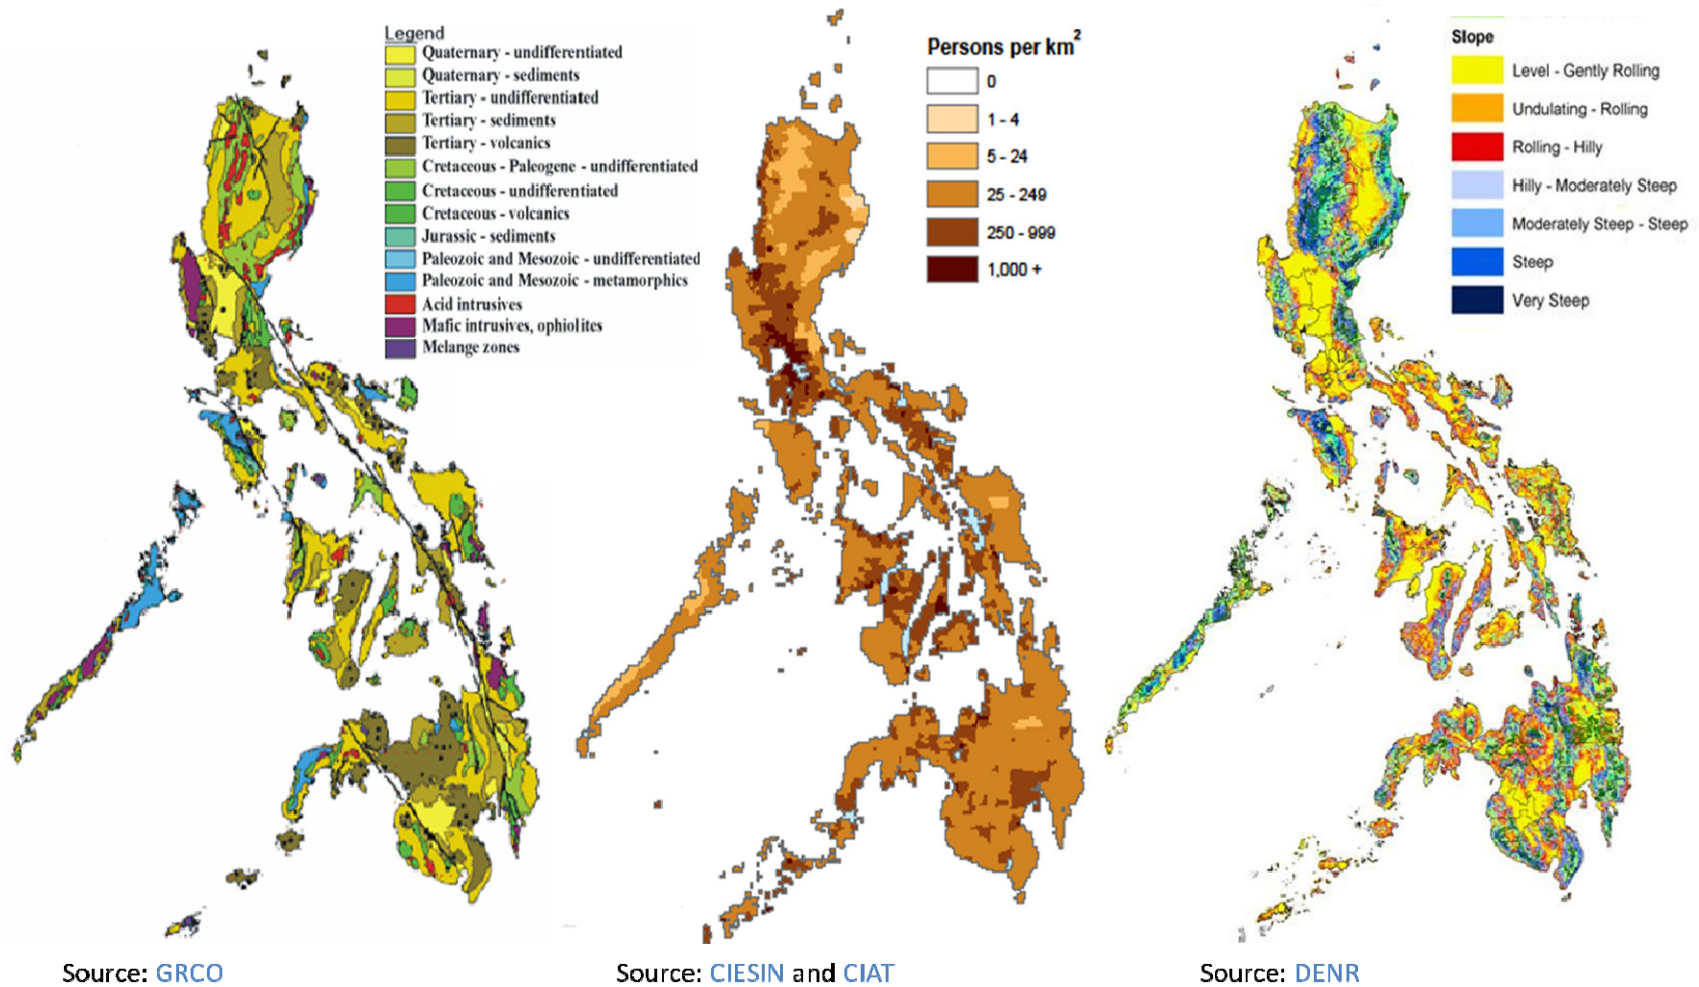 Legend
Quaternary - undifferentiated
Quaternary - sediments
Tertiary - undifferentiated
Tertiary - sediments
Tertiary - volcanics
Cretaceous - Paleogene - undifferentiated
Cretaceous - undifferentiated
Cretaceous - volcanics
Jurassic - sediments
Paleozoic and Mesozoic - undifferentiated
Paleozoic and Mesozoic - metamorphics
Acid intrusives
Mafic intrusives, ophiolites
Melange zones
Persons per km²
0
1 - 4
5 - 24
25 - 249
250 - 999
1,000 +
Slope
Level - Gently Rolling
Undulating - Rolling
Rolling - Hilly
Hilly - Moderately Steep
Moderately Steep - Steep
Steep
Very Steep
Source: GRCO
Source: CIESIN and CIAT
Source: DENR